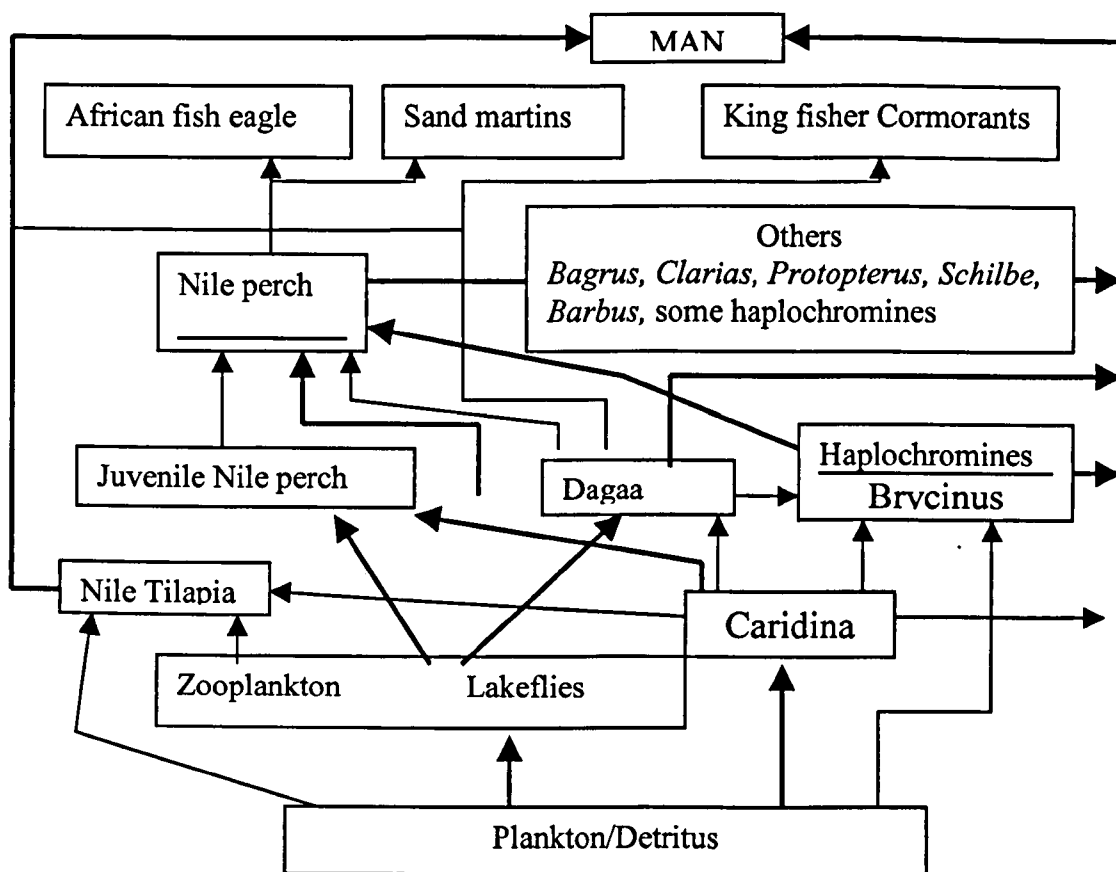 MAN
African fish eagle
Sand martins
King fisher Cormorants
Others
Bagrus, Clarias, Protopterus, Schilbe,
Barbus, some haplochromines
Nile perch
Juvenile Nile perch
Dagaa
Haplochromines
Brycinus
Nile Tilapia
Caridina
Zooplankton
Lakeflies
Plankton/Detritus